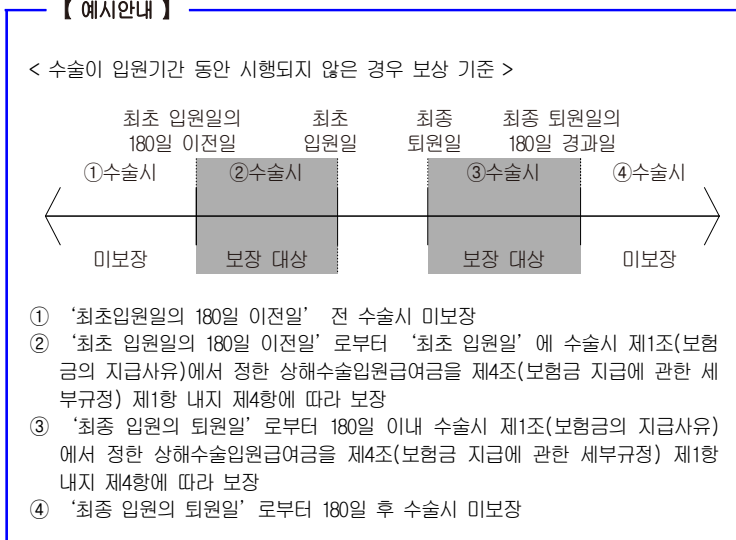 【 예시안내 】
< 수술이 입원기간 동안 시행되지 않은 경우 보상 기준 >
최초 입원일의 최초 최종 최종 퇴원일의
180일 이전일 입원일 퇴원일 180일 경과일
①수술시 ②수술시 ③수술시 ④수술시
미보장 보장 대상 보장 대상 미보장
① ‘최초입원일의 180일 이전일’ 전 수술시 미보장
② ‘최초 입원일의 180일 이전일’로부터 ‘최초 입원일’에 수술시 제1조(보험
금의 지급사유)에서 정한 상해수술입원급여금을 제4조(보험금 지급에 관한 세
부규정) 제1항 내지 제4항에 따라 보장
③ ‘최종 입원의 퇴원일’로부터 180일 이내 수술시 제1조(보험금의 지급사유)
에서 정한 상해수술입원급여금을 제4조(보험금 지급에 관한 세부규정) 제1항
내지 제4항에 따라 보장
④ ‘최종 입원의 퇴원일’로부터 180일 후 수술시 미보장